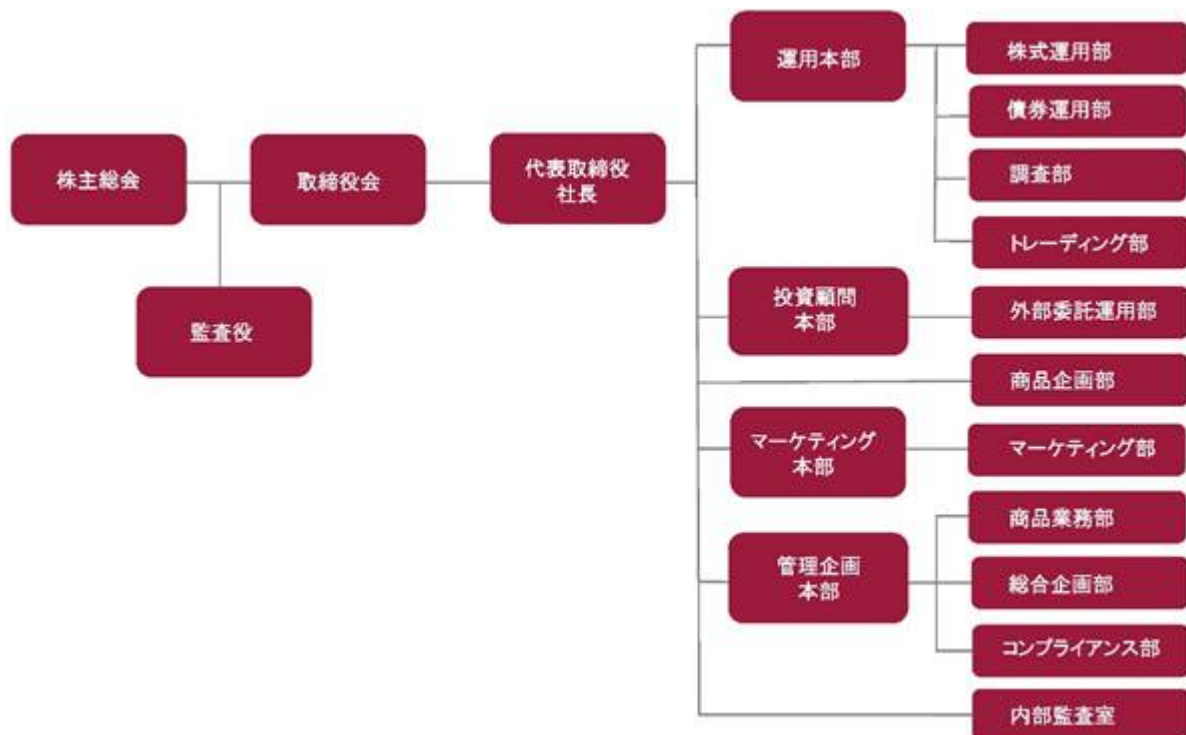 株主総会
取締役会
代表取締役
社長
監査役
運用本部
株式運用部
債券運用部
調査部
トレーディング部
投資顧問
本部
外部委託運用部
商品企画部
マーケティング
本部
マーケティング部
管理企画
本部
商品業務部
総合企画部
コンプライアンス部
内部監査室